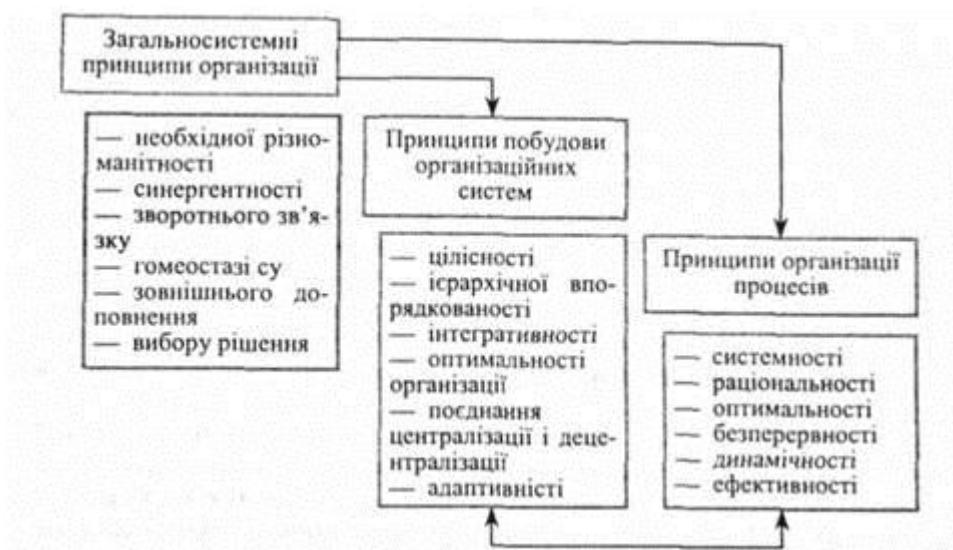 Загальносистемні
принципи організації
— необхідної різно-
манітності
— синергентності
— зворотнього зв’я-
зку
— гомеостазі су
— зовнішнього до-
повнення
— вибору рішення
Принципи побудови
організаційних
систем
— цілісності
— ієрархічної впо-
рядкованості
— інтегративності
— оптимальності
організації
— поєднання
централізації і деце-
нтралізації
— адаптивністі
Принципи організації
процесів
— системності
— раціональності
— оптимальності
— безперервності
— динамічності
— ефективності